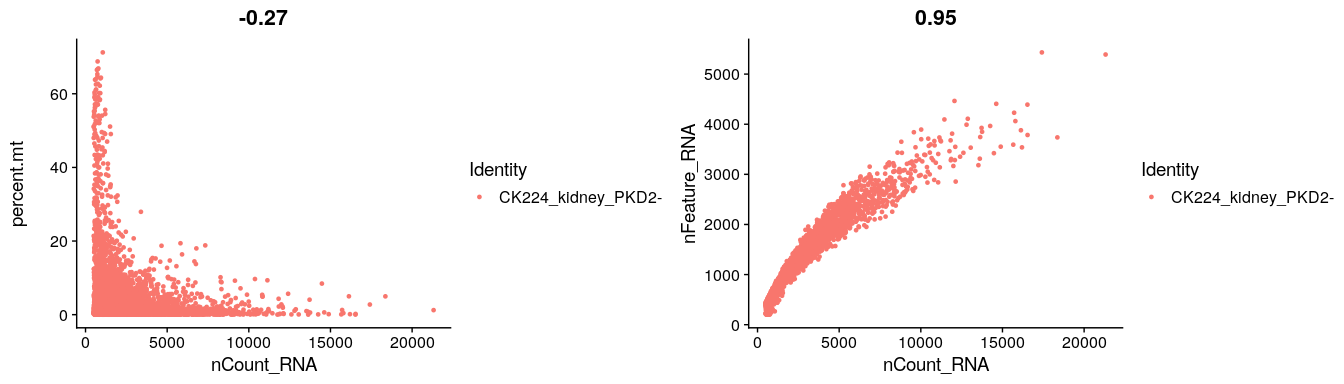 -0.27
percent.mt
60
40
20
0
0 5000 10000 15000 20000
nCount_RNA
Identity
CK224_kidney_PKD2-
0.95
nFeature_RNA
5000
4000
3000
2000
1000
0
0 5000 10000 15000 20000
nCount_RNA
Identity
CK224_kidney_PKD2-